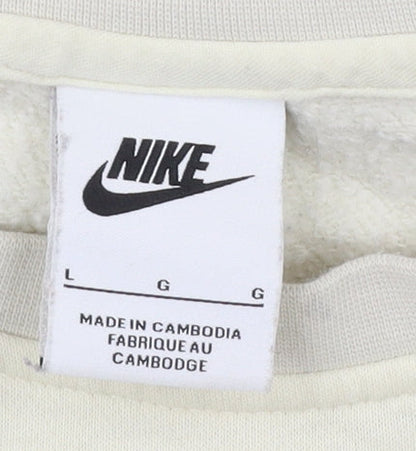 NIKE
L G G
MADE IN CAMBODIA
FABRIQUE AU
CAMBODGE